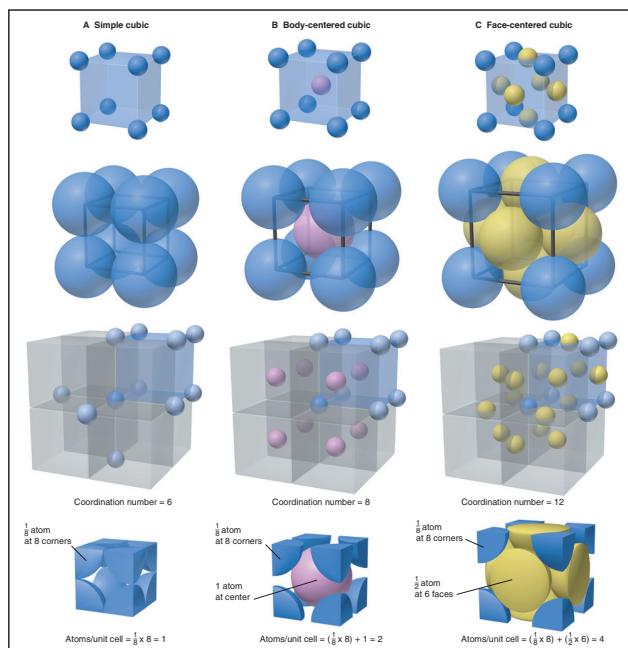 A Simple cubic
B Body-centered cubic
C Face-centered cubic
Coordination number = 6
Coordination number = 8
Coordination number = 12
1/8 atom
at 8 corners
1/8 atom
at 8 corners
1 atom
at center
1/8 atom
at 8 corners
1/2 atom
at 6 faces
Atoms/unit cell = 1/8 x 8 = 1
Atoms/unit cell = (1/8 x 8) + 1 = 2
Atoms/unit cell = (1/8 x 8) + (1/2 x 6) = 4